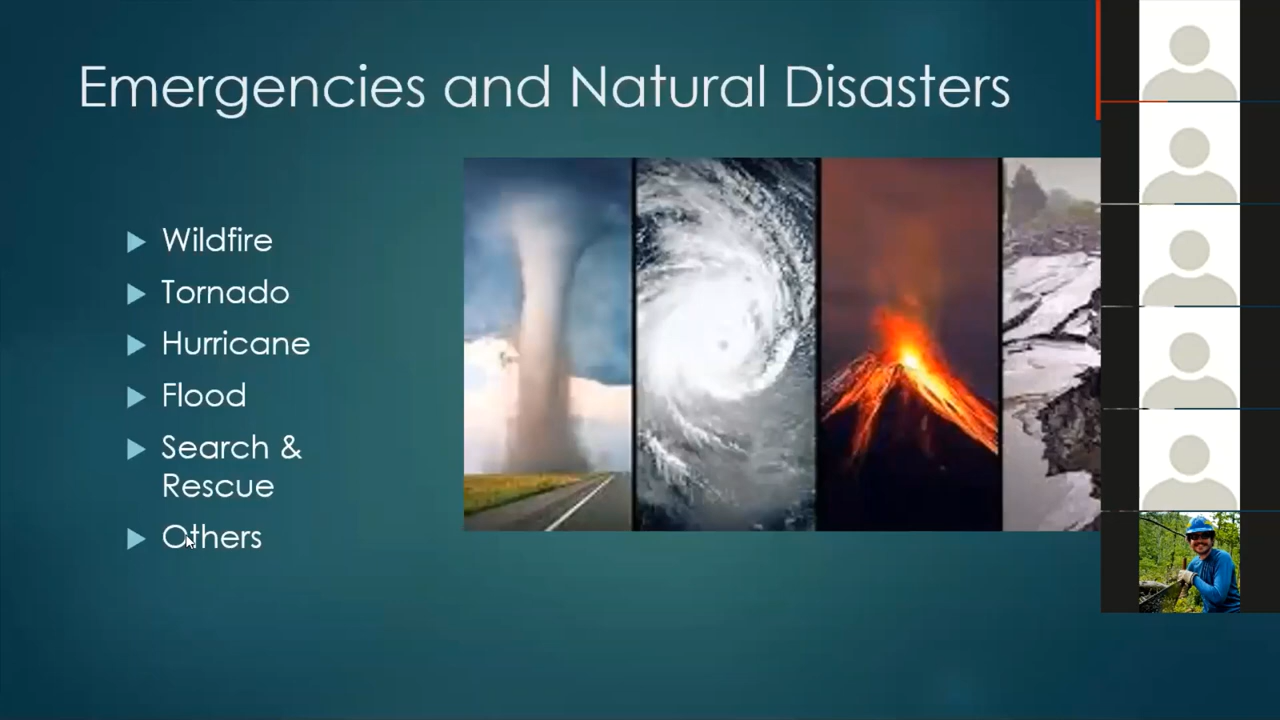 Emergencies and Natural Disasters
Wildfire
Tornado
Hurricane
Flood
Search &
Rescue
Others